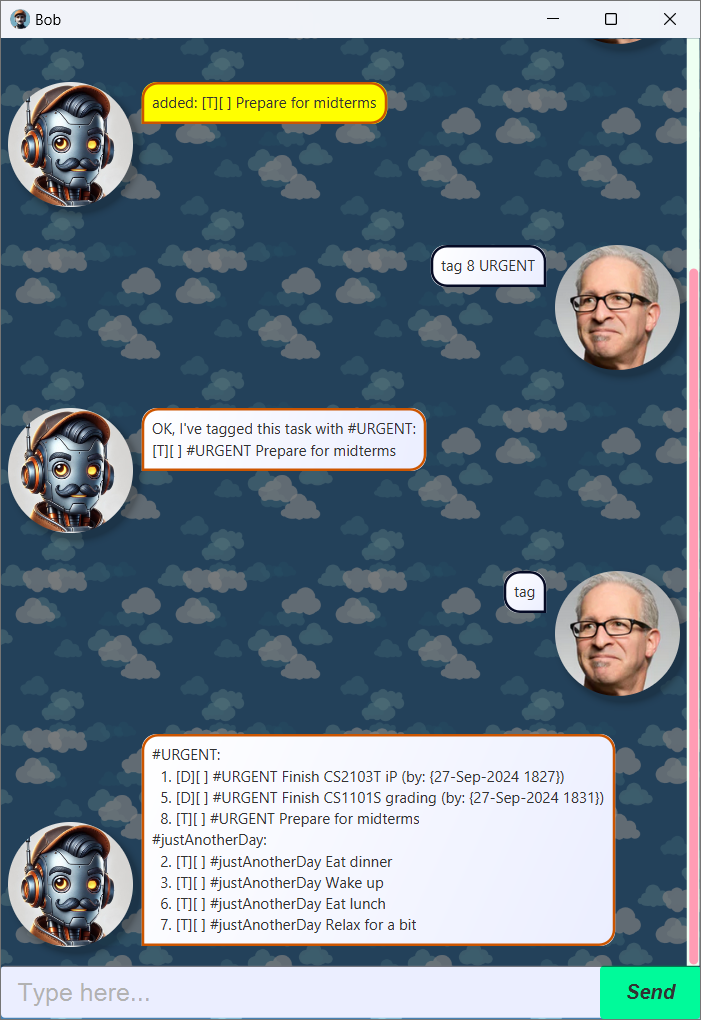 Bob
added: [T][ ] Prepare for midterms
tag 8 URGENT
OK, I've tagged this task with #URGENT:
[T][ ] #URGENT Prepare for midterms
tag
#URGENT:
1. [D][ ] #URGENT Finish CS2103T iP (by: {27-Sep-2024 1827})
5. [D][ ] #URGENT Finish CS1101S grading (by: {27-Sep-2024 1831})
8. [T][ ] #URGENT Prepare for midterms
#justAnotherDay:
2. [T][ ] #justAnotherDay Eat dinner
3. [T][ ] #justAnotherDay Wake up
6. [T][ ] #justAnotherDay Eat lunch
7. [T][ ] #justAnotherDay Relax for a bit
Type here...
Send